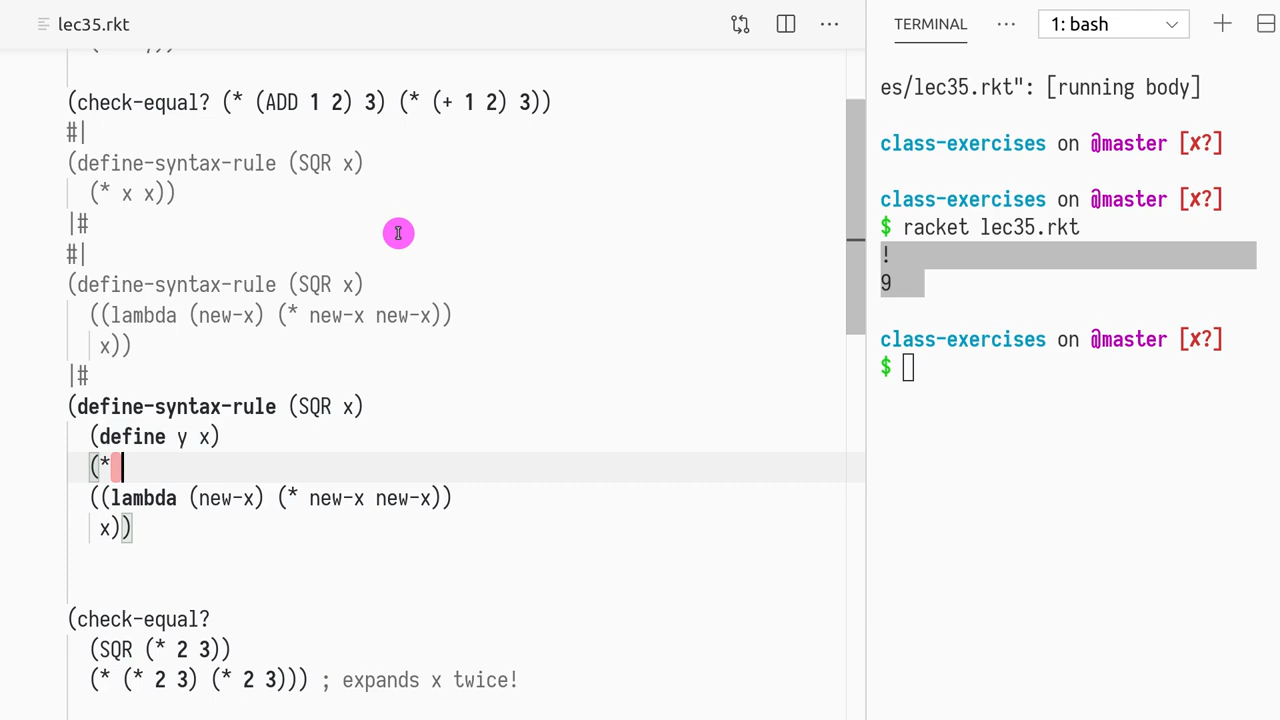 lec35.rkt
(check-equal? (* (ADD 1 2) 3) (* (+ 1 2) 3))
#|
(define-syntax-rule (SQR x)
(* x x))
|#
#|
(define-syntax-rule (SQR x)
((lambda (new-x) (* new-x new-x))
x))
|#
(define-syntax-rule (SQR x)
(define y x)
(*
((lambda (new-x) (* new-x new-x))
x))
(check-equal?
(SQR (* 2 3))
(* (* 2 3) (* 2 3))) ; expands x twice!
TERMINAL
1: bash
es/lec35.rkt": [running body]
class-exercises on @master [✘?]
class-exercises on @master [✘?]
$ racket lec35.rkt
!
9
class-exercises on @master [✘?]
$